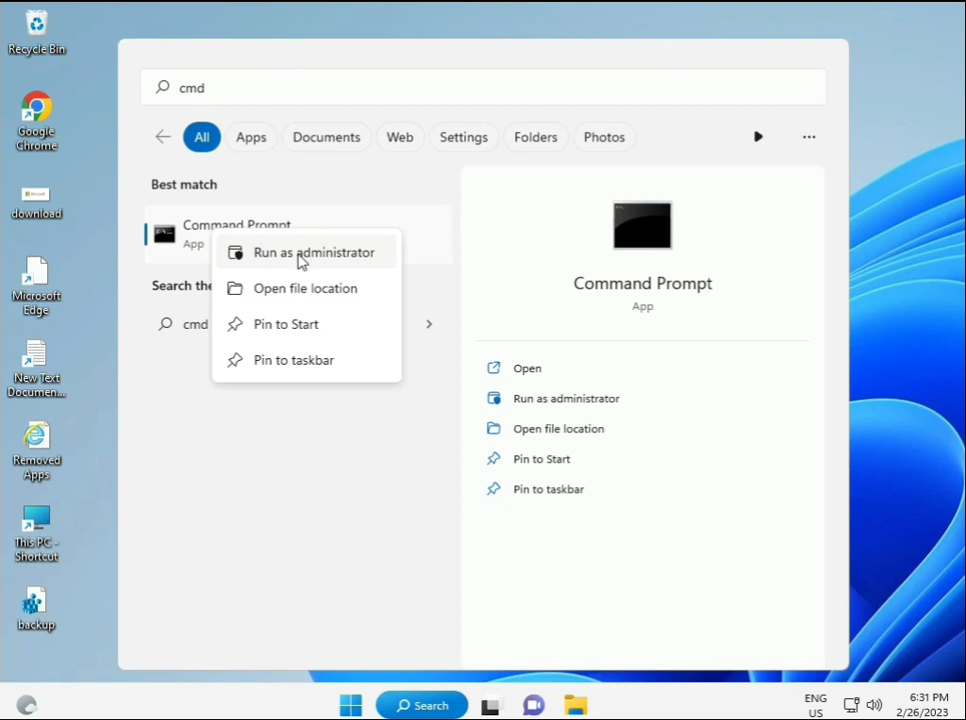 Recycle Bin
Google
Chrome
download
Microsoft
Edge
New Text
Documen...
Removed
Apps
This PC -
Shortcut
backup
cmd
All
Apps
Documents
Web
Settings
Folders
Photos
Best match
Command Prompt
App
Run as administrator
Open file location
Pin to Start
Pin to taskbar
Search the
cmd
Command Prompt
App
Open
Run as administrator
Open file location
Pin to Start
Pin to taskbar
Search
ENG
US
6:31 PM
2/26/2023